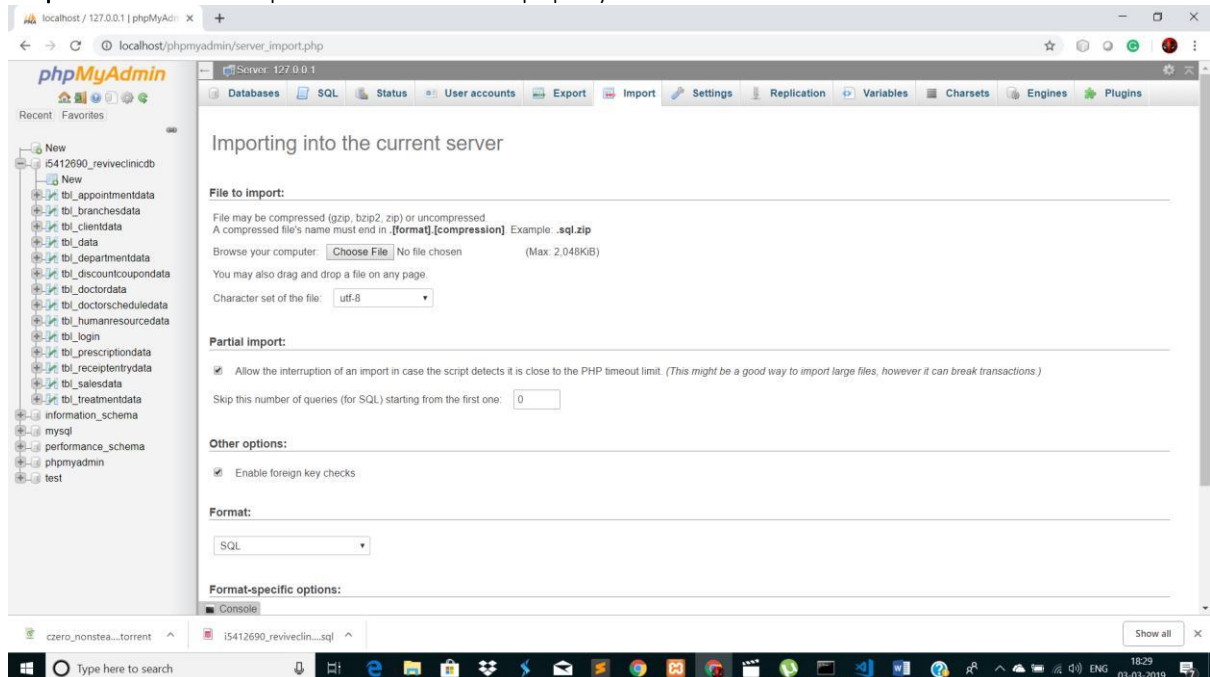 localhost / 127.0.0.1 | phpMyAdn
localhost/phpmyadmin/server_import.php
phpMyAdmin
Recent Favorites
New
i5412690_reviveclinicdb
New
tbl_appointmentdata
tbl_branchesdata
tbl_clientdata
tbl_data
tbl_departmentdata
tbl_discountcoupondata
tbl_doctordata
tbl_doctorscheduledata
tbl_humanresourcedata
tbl_login
tbl_prescriptiondata
tbl_receiptentrydata
tbl_salesdata
tbl_treatmentdata
information_schema
mysql
performance_schema
phpmyadmin
test
Server: 127.0.0.1
Databases SQL Status User accounts Export Import Settings Replication Variables Charsets Engines Plugins
Importing into the current server
File to import:
File may be compressed (gzip, bzip2, zip) or uncompressed.
A compressed file's name must end in .[format].[compression]. Example: .sql.zip
Browse your computer: Choose File No file chosen (Max: 2,048KiB)
You may also drag and drop a file on any page.
Character set of the file: utf-8
Partial import:
Allow the interruption of an import in case the script detects it is close to the PHP timeout limit. (This might be a good way to import large files, however it can break transactions.)
Skip this number of queries (for SQL) starting from the first one: 0
Other options:
Enable foreign key checks
Format:
SQL
Format-specific options:
Console
czero_nonstea....torrent
i5412690_reviveclin....sql
Show all
Type here to search
ENG
18:29
03-03-2019